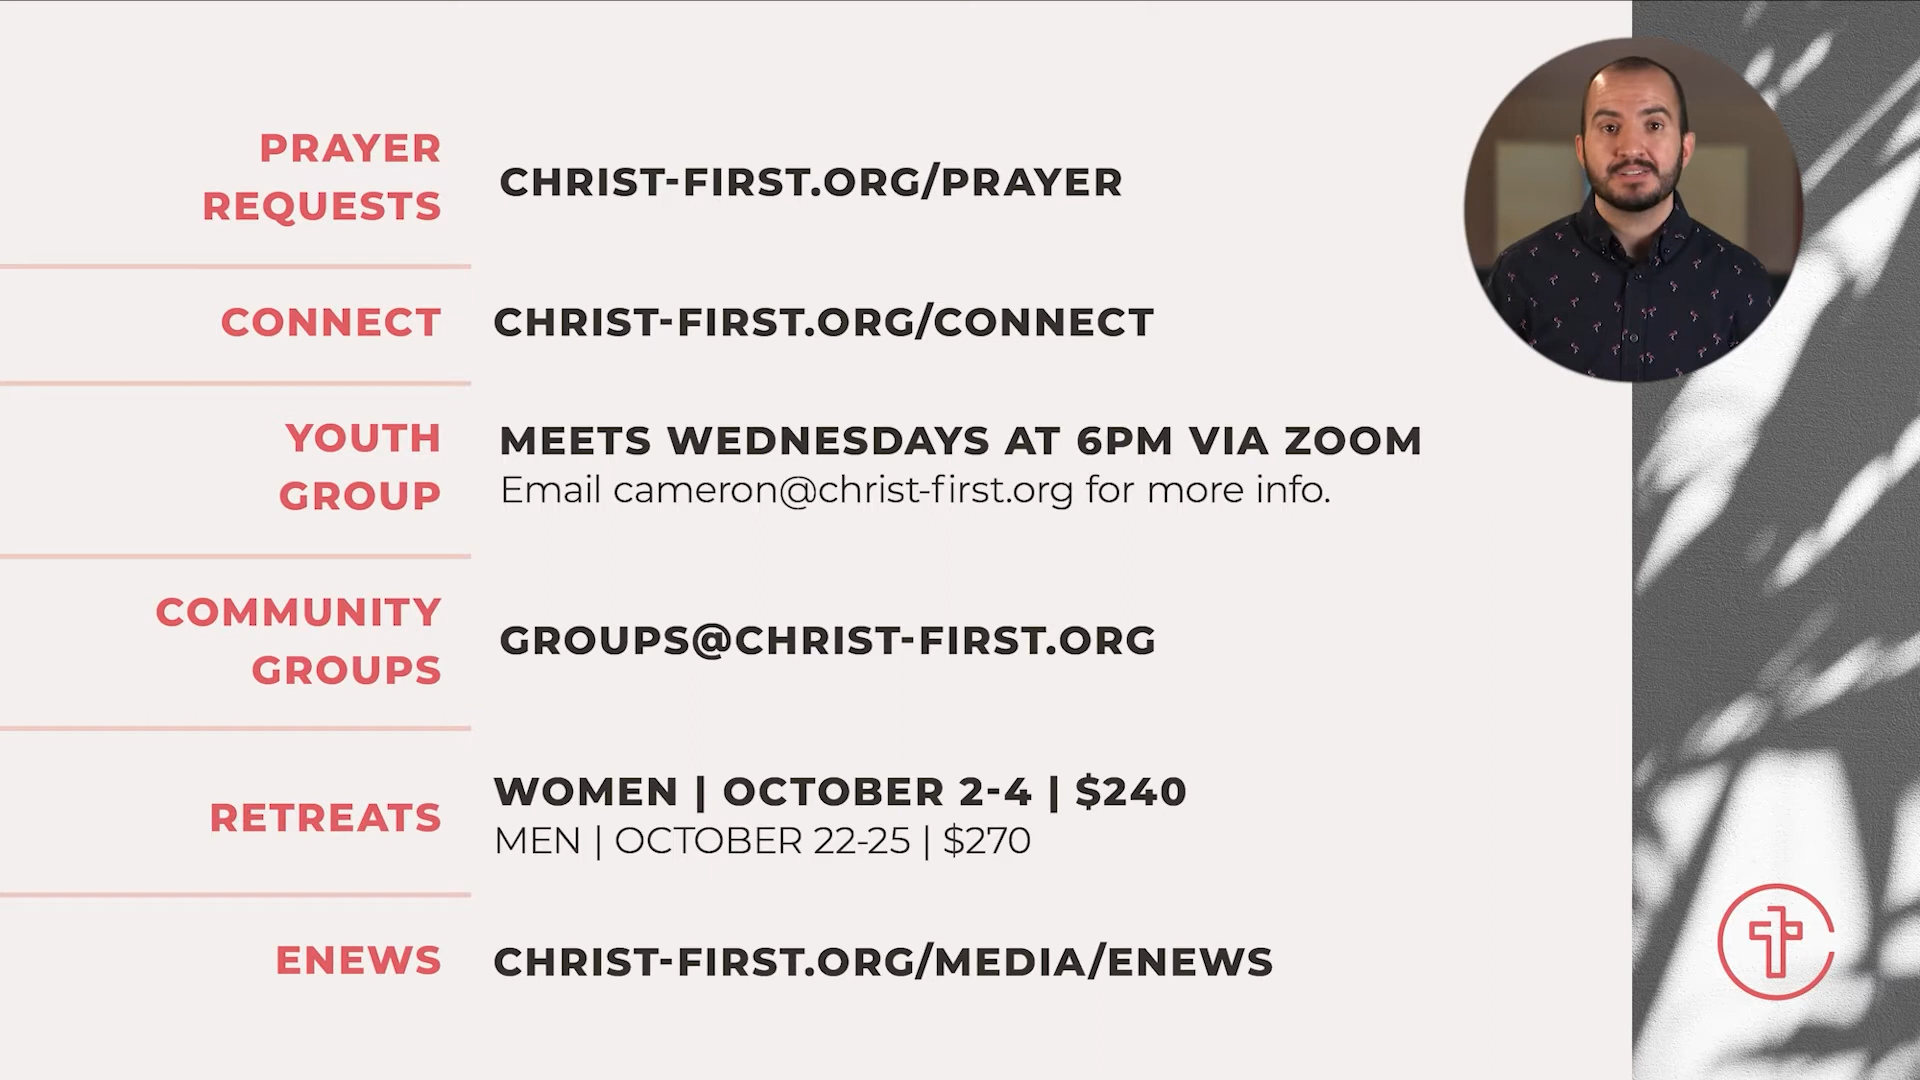 PRAYER
REQUESTS
CHRIST-FIRST.ORG/PRAYER
CONNECT
CHRIST-FIRST.ORG/CONNECT
YOUTH
GROUP
MEETS WEDNESDAYS AT 6PM VIA ZOOM
Email cameron@christ-first.org for more info.
COMMUNITY
GROUPS
GROUPS@CHRIST-FIRST.ORG
RETREATS
WOMEN | OCTOBER 2-4 | $240
MEN | OCTOBER 22-25 | $270
ENEWS
CHRIST-FIRST.ORG/MEDIA/ENEWS